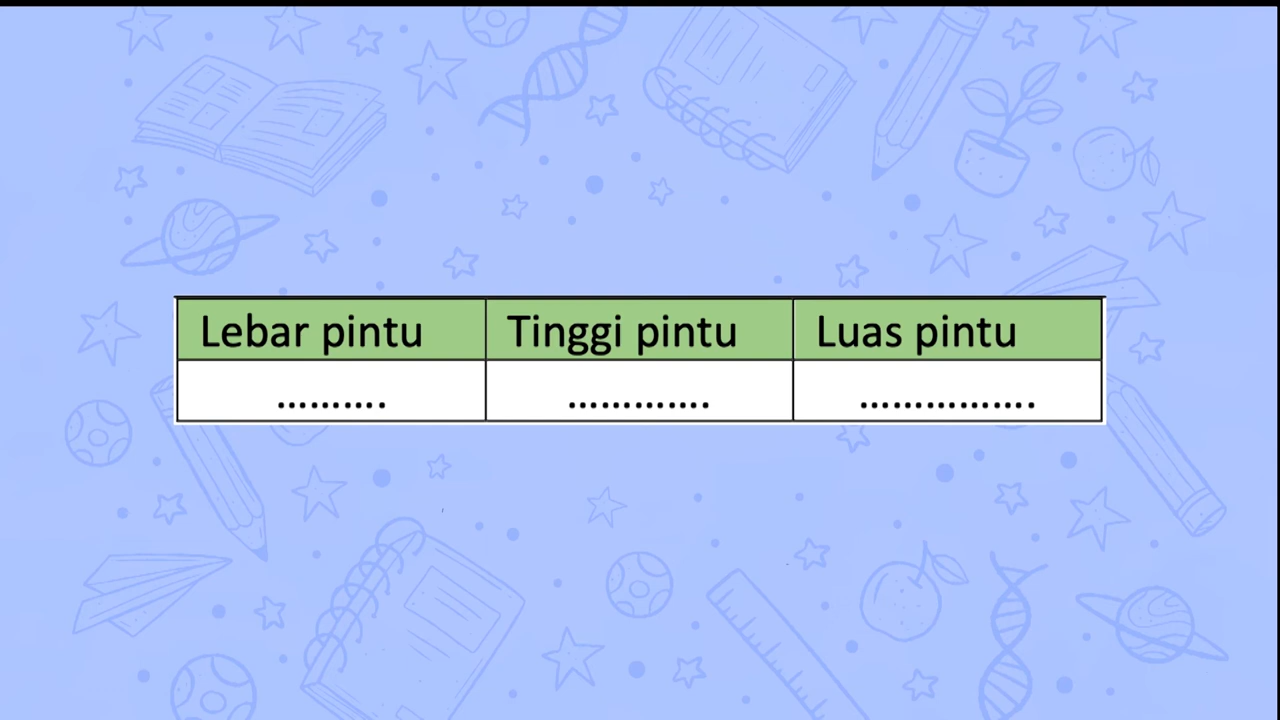 Lebar pintu Tinggi pintu Luas pintu
………. …………. …………….